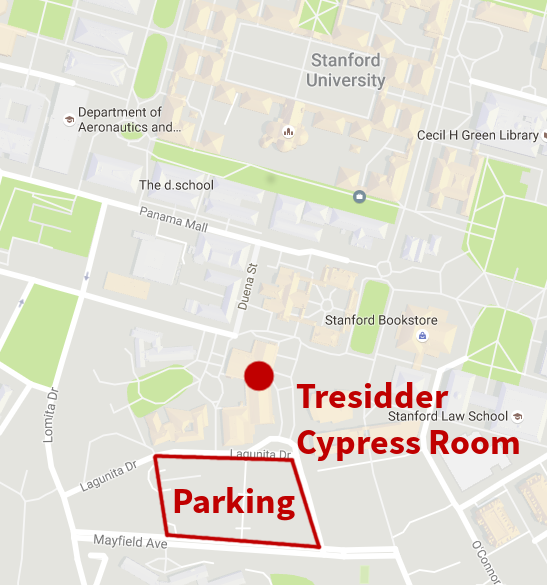 Stanford
University
Department of
Aeronautics and...
Cecil H Green Library
The d.school
Panama Mall
Duena St
Stanford Bookstore
Tresidder
Lomita Dr
Stanford Law School
Cypress Room
Lagunita Dr
Lagunita Dr
Parking
Mayfield Ave
O'Connor